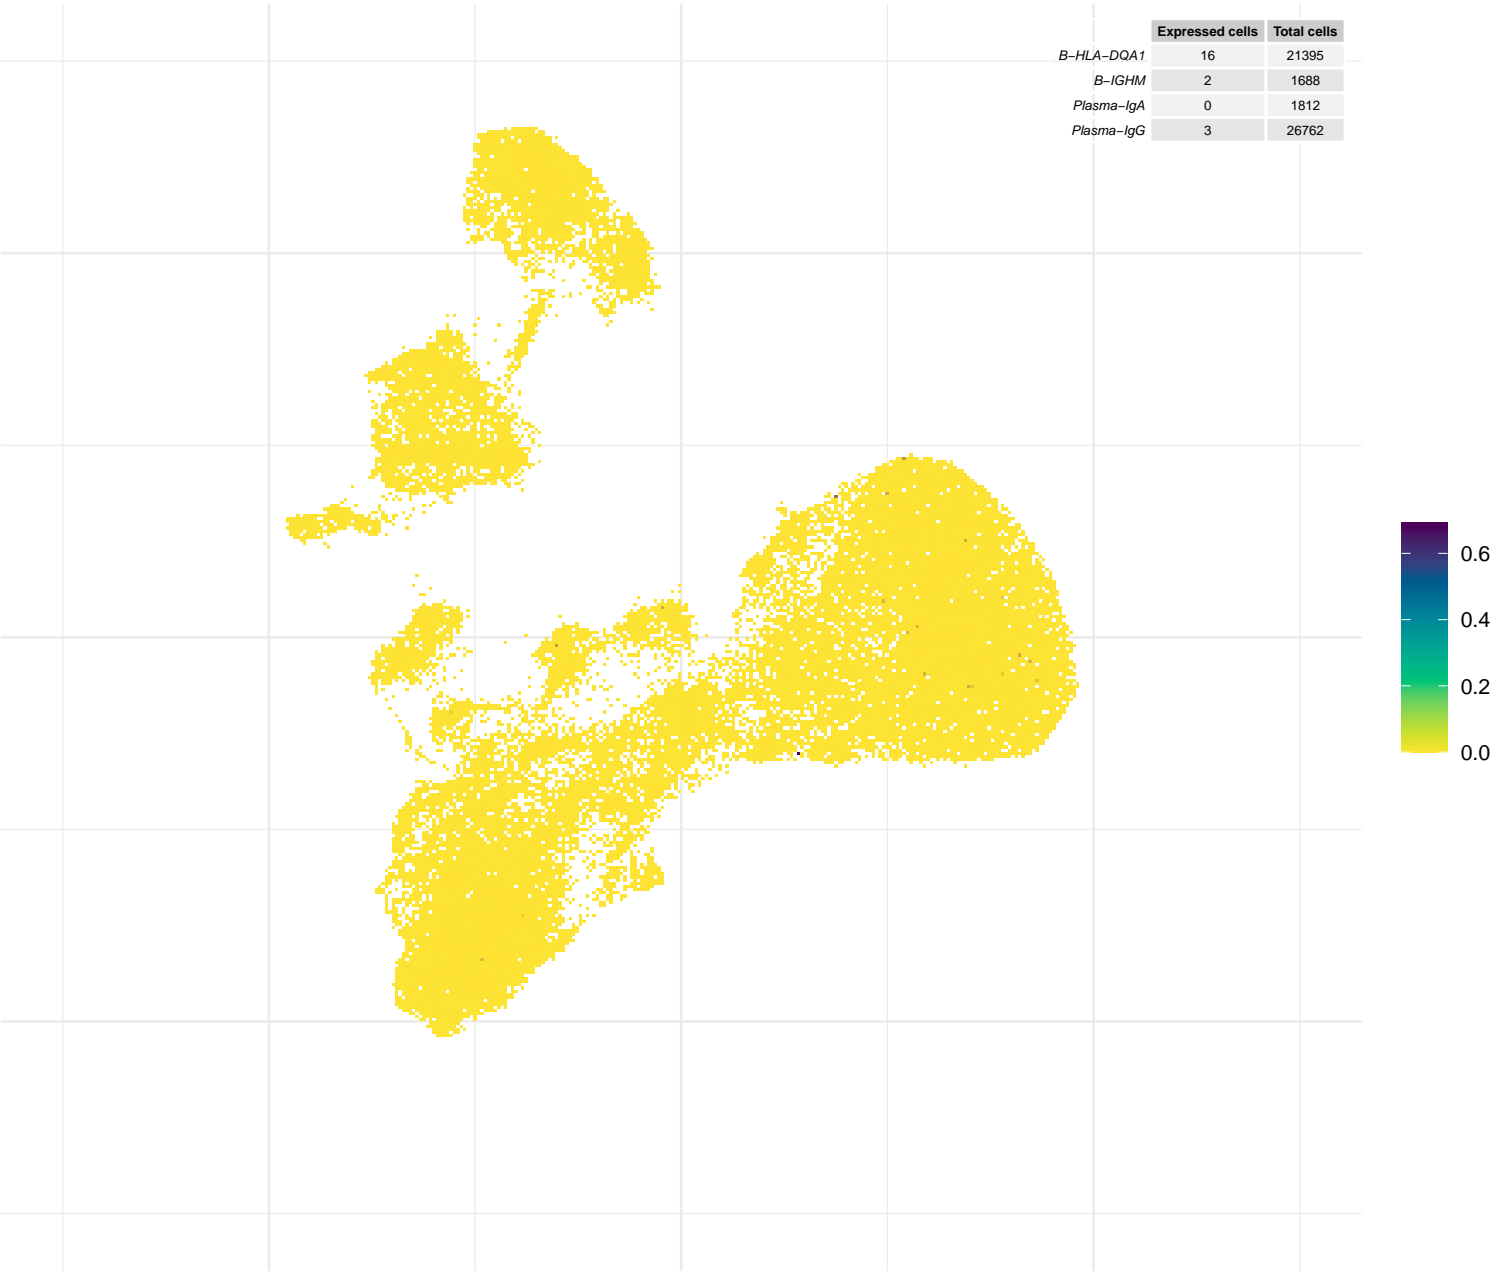 Expressed cells Total cells
B−HLA−DQA1 16 21395
B−IGHM 2 1688
Plasma−IgA 0 1812
Plasma−IgG 3 26762
0.6
0.4
0.2
0.0